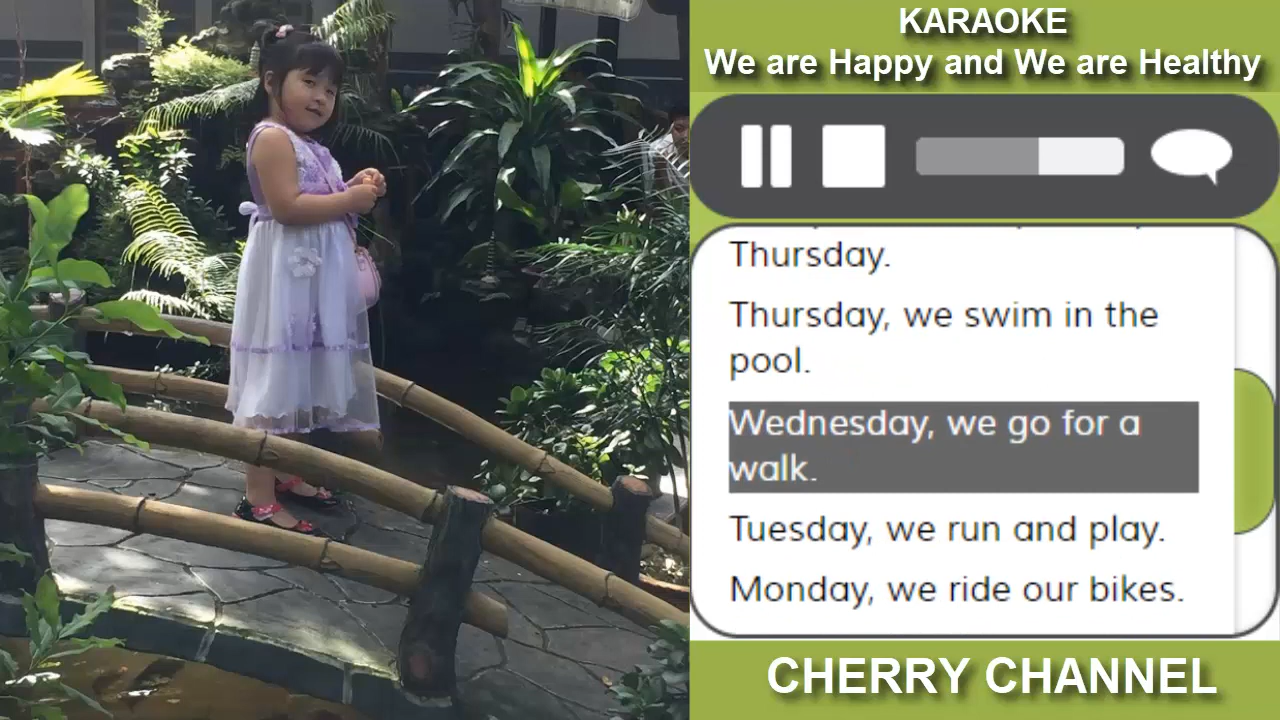 KARAOKE
We are Happy and We are Healthy
Thursday.
Thursday, we swim in the
pool.
Wednesday, we go for a
walk.
Tuesday, we run and play.
Monday, we ride our bikes.
CHERRY CHANNEL